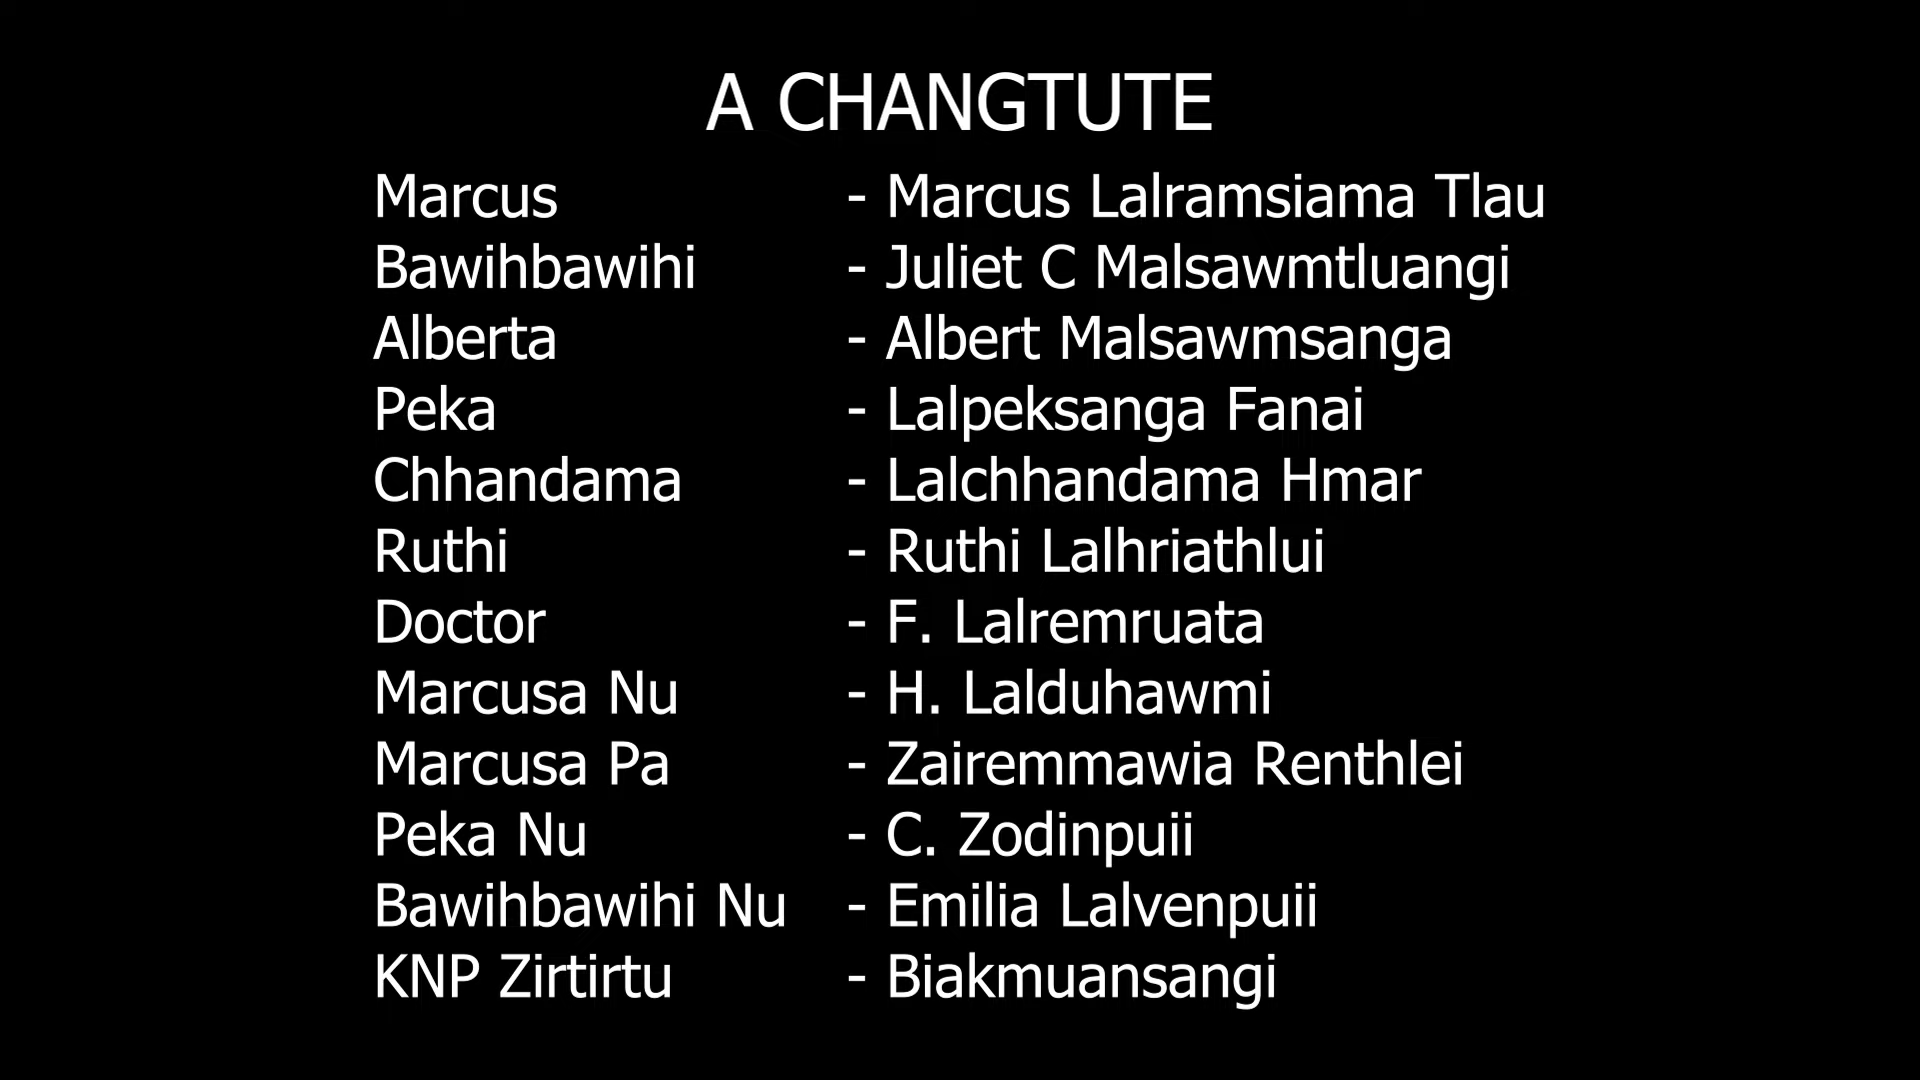 A CHANGTUTE
Marcus - Marcus Lalramsiama Tlau
Bawihbawihi - Juliet C Malsawmtluangi
Alberta - Albert Malsawmsanga
Peka - Lalpeksanga Fanai
Chhandama - Lalchhandama Hmar
Ruthi - Ruthi Lalhriathlui
Doctor - F. Lalremruata
Marcusa Nu - H. Lalduhawmi
Marcusa Pa - Zairemmawia Renthlei
Peka Nu - C. Zodinpuii
Bawihbawihi Nu - Emilia Lalvenpuii
KNP Zirtirtu - Biakmuansangi